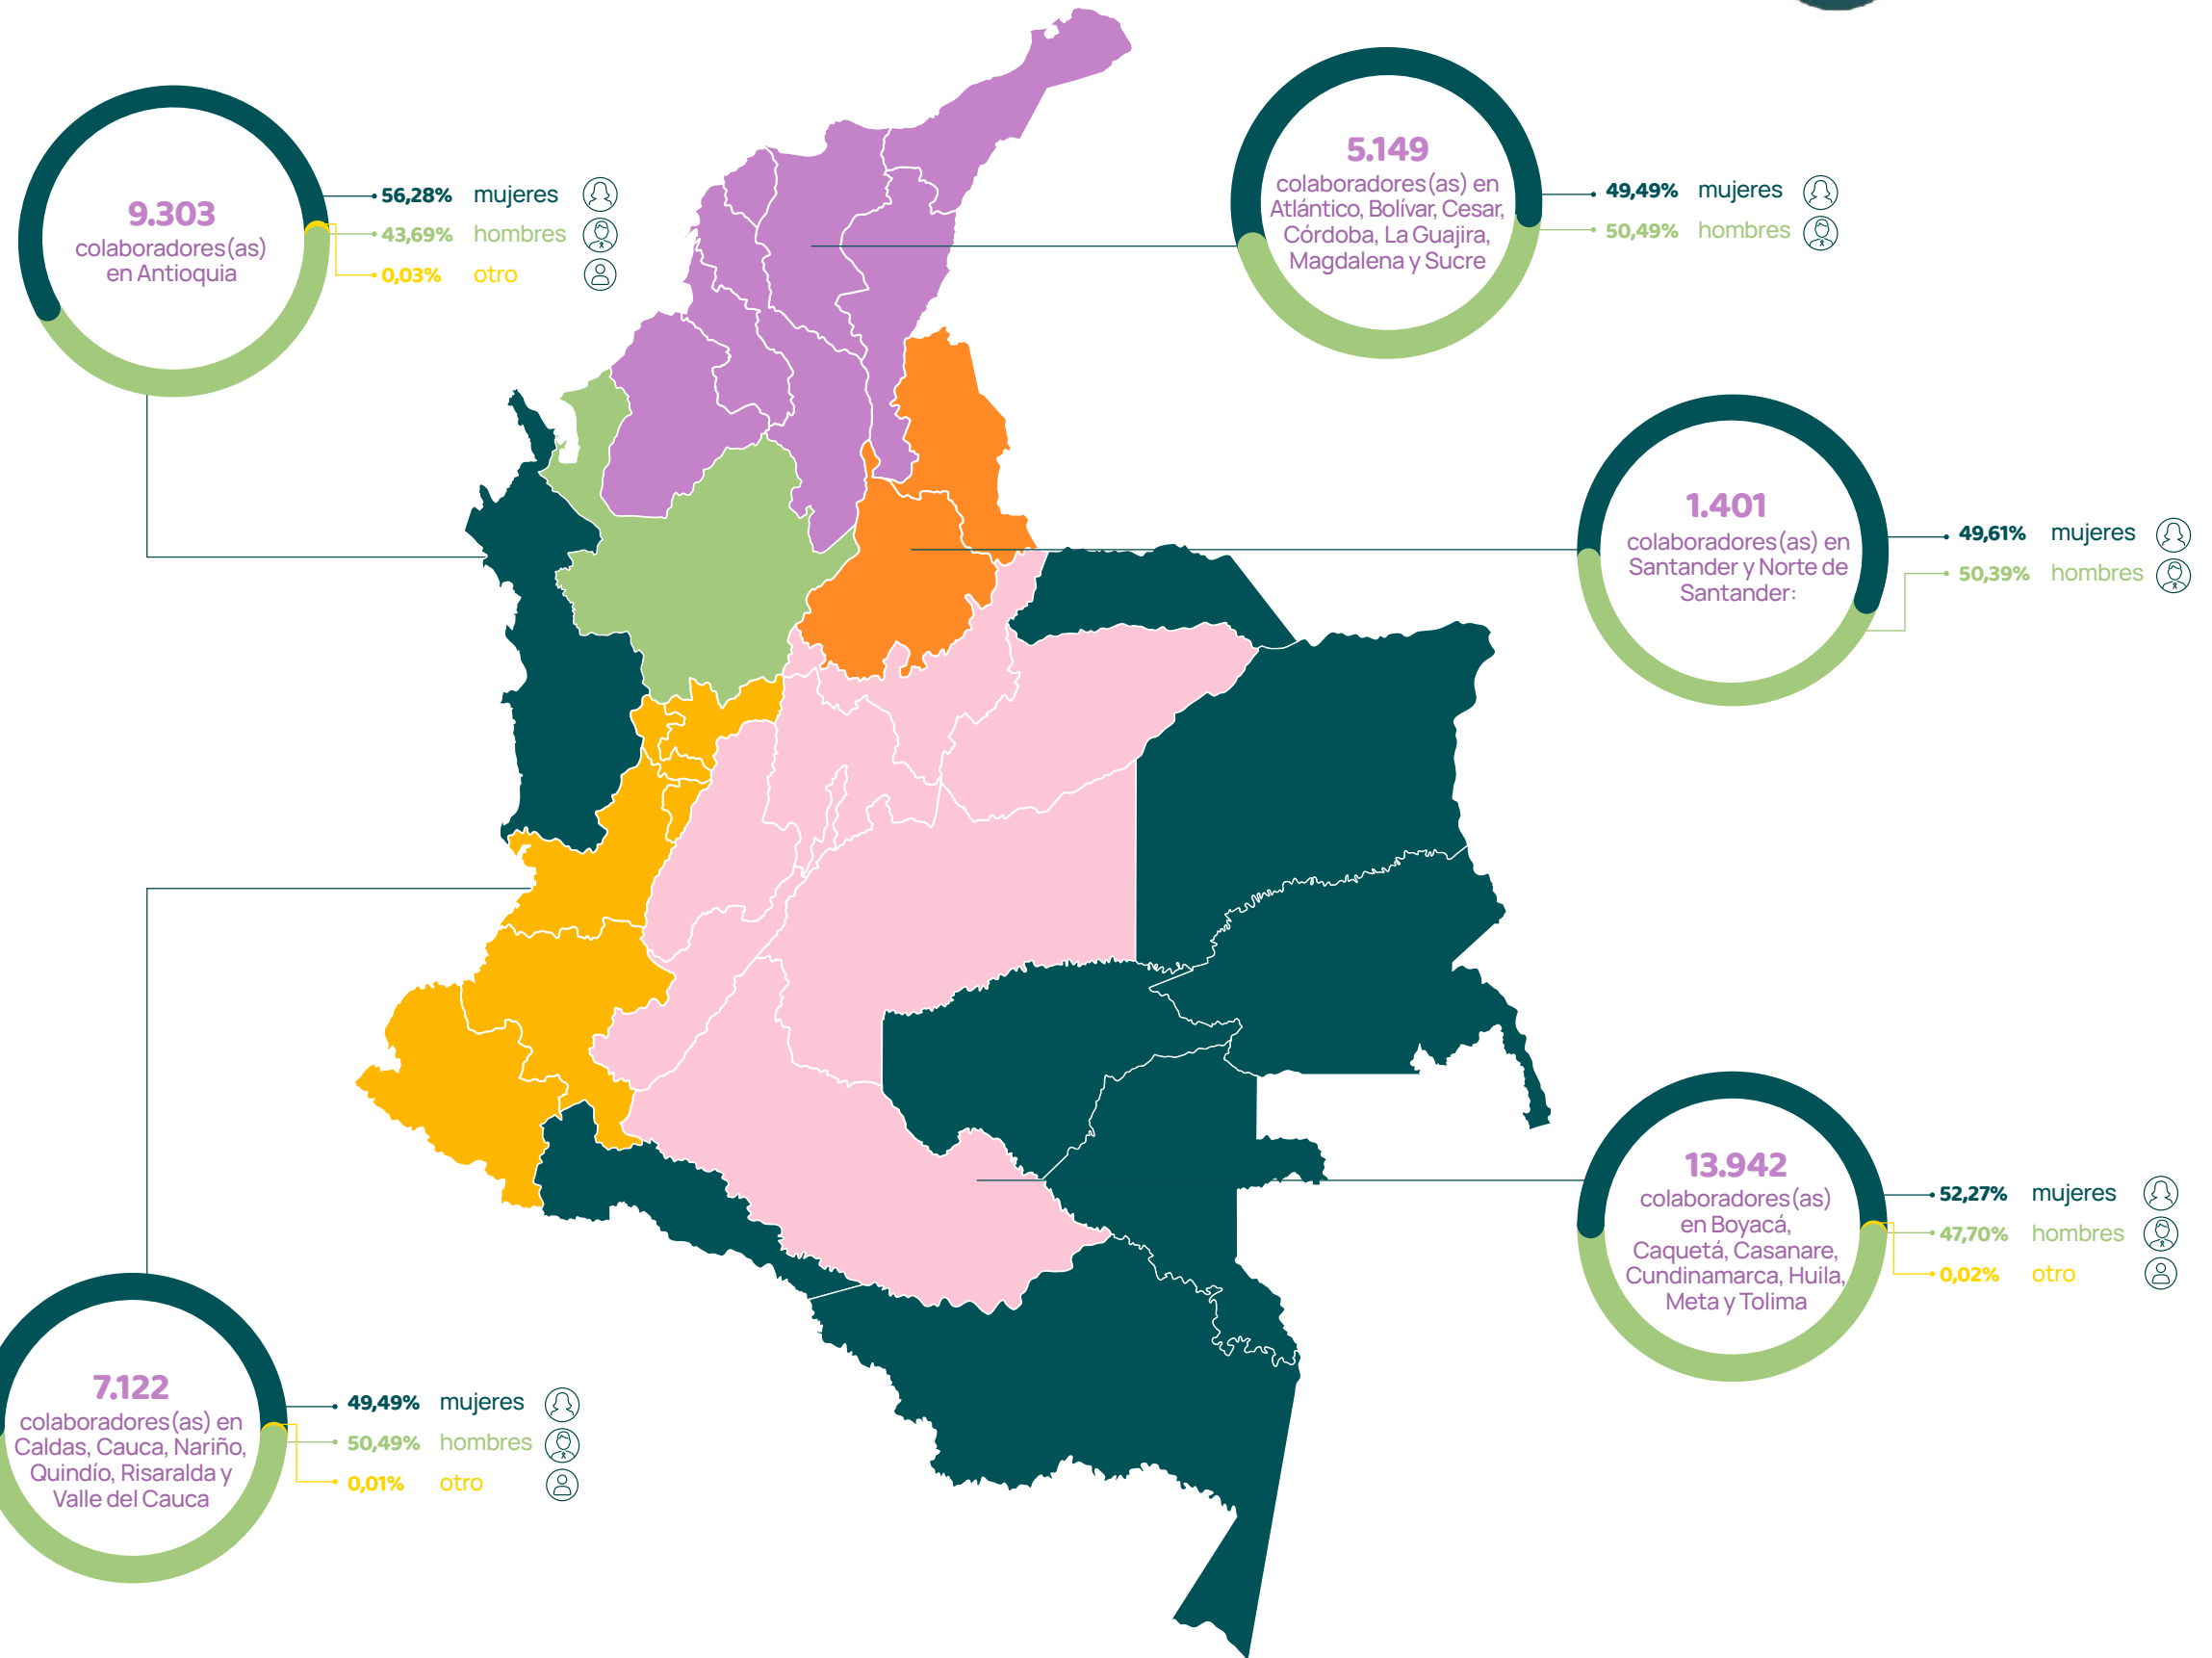 9.303
colaboradores(as)
en Antioquia
56,28% mujeres
43,69% hombres
0,03% otro
5.149
colaboradores(as) en
Atlántico, Bolívar, Cesar,
Córdoba, La Guajira,
Magdalena y Sucre
49,49% mujeres
50,49% hombres
1.401
colaboradores(as) en
Santander y Norte de
Santander:
49,61% mujeres
50,39% hombres
13.942
colaboradores(as)
en Boyacá,
Caquetá, Casanare,
Cundinamarca, Huila,
Meta y Tolima
52,27% mujeres
47,70% hombres
0,02% otro
7.122
colaboradores(as) en
Caldas, Cauca, Nariño,
Quindío, Risaralda y
Valle del Cauca
49,49% mujeres
50,49% hombres
0,01% otro